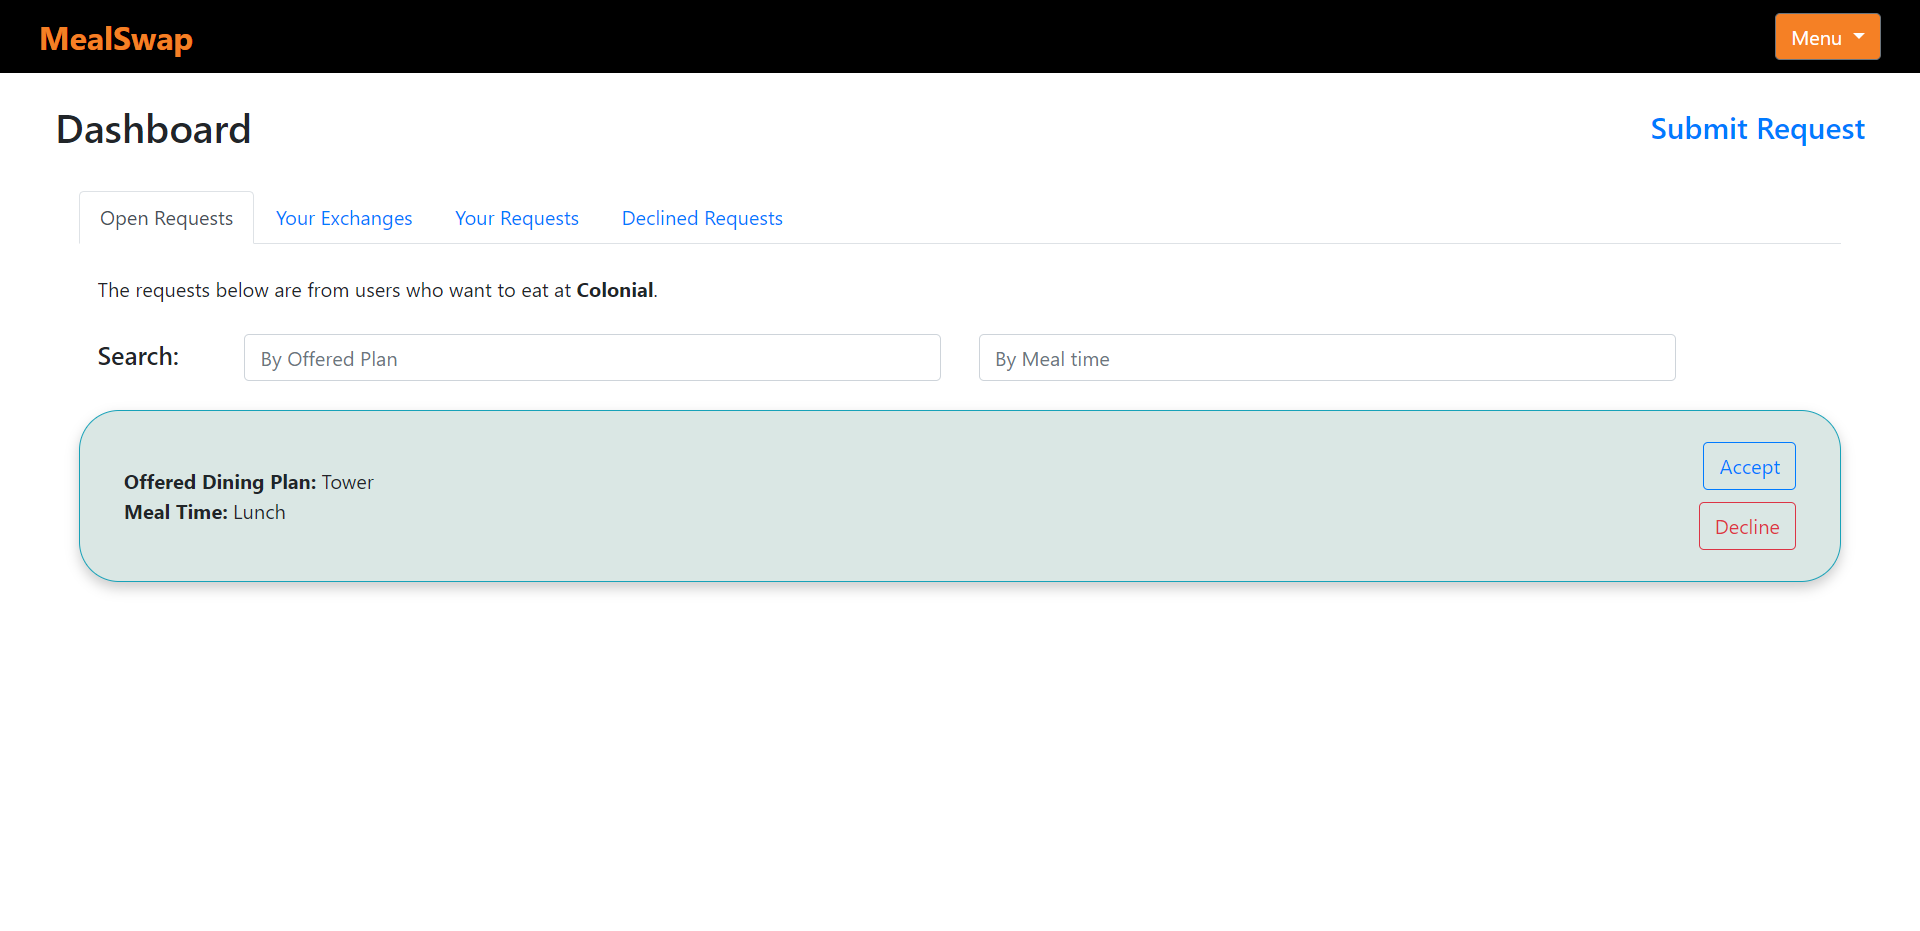 MealSwap
Menu
Dashboard
Submit Request
Open Requests
Your Exchanges
Your Requests
Declined Requests
The requests below are from users who want to eat at Colonial.
Search:
By Offered Plan
By Meal time
Offered Dining Plan: Tower
Meal Time: Lunch
Accept
Decline